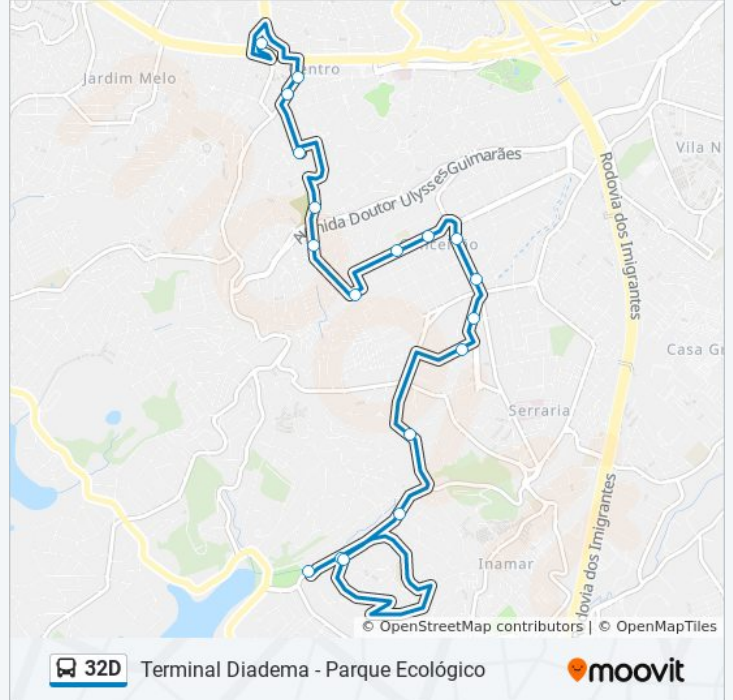 Jardim Melo
entro
Vila N
Avenida Doutor Ulysses Guimarães
Rodovia dos Imigrantes
Casa Gr
Serraria
Rodovia dos Imigrantes
Inamar
© OpenStreetMap contributors | © OpenMapTiles
32D Terminal Diadema - Parque Ecológico
moovit